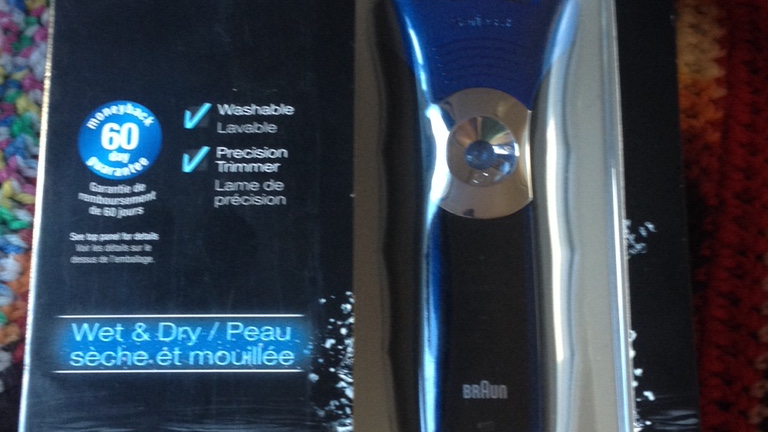 moneyback
60
day
guarantee
Garantie de
remboursement
de 60 jours
See top panel for details
Voir les détails sur le
dessus de l'emballage.
Washable
Lavable
Precision
Trimmer
Lame de
précision
Wet & Dry / Peau
sèche et mouillée
BRAUN